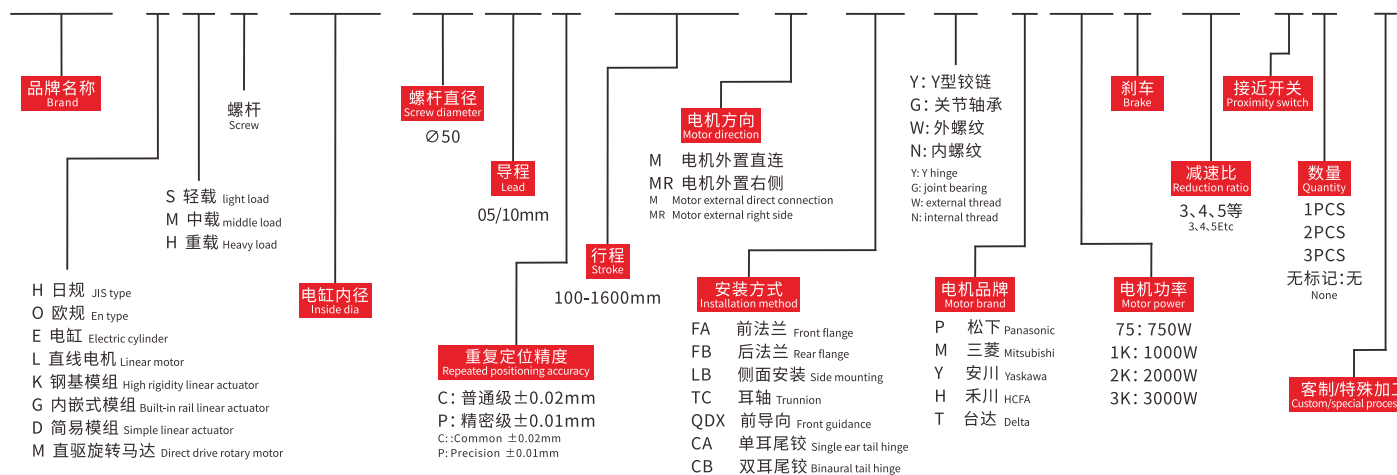 品牌名称
Brand
H 日规 JIS type
O 欧规 En type
E 电缸 Electric cylinder
L 直线电机 Linear motor
K 钢基模组 High rigidity linear actuator
G 内嵌式模组 Built-in rail linear actuator
D 简易模组 Simple linear actuator
M 直驱旋转马达 Direct drive rotary motor
S 轻载 light load
M 中载 middle load
H 重载 Heavy load
螺杆
Screw
电缸内径
Inside dia
螺杆直径
Screw diameter
∅50
导程
Lead
05/10mm
重复定位精度
Repeated positioning accuracy
C: 普通级±0.02mm
P: 精密级±0.01mm
C::Common ±0.02mm
P: Precision ±0.01mm
行程
Stroke
100-1600mm
电机方向
Motor direction
M 电机外置直连
MR 电机外置右侧
M Motor external direct connection
MR Motor external right side
安装方式
Installation method
FA 前法兰 Front flange
FB 后法兰 Rear flange
LB 侧面安装 Side mounting
TC 耳轴 Trunnion
QDX 前导向 Front guidance
CA 单耳尾铰 Single ear tail hinge
CB 双耳尾铰 Binaural tail hinge
Y: Y型铰链
G: 关节轴承
W: 外螺纹
N: 内螺纹
Y: Y hinge
G: joint bearing
W: external thread
N: internal thread
电机品牌
Motor brand
P 松下 Panasonic
M 三菱 Mitsubishi
Y 安川 Yaskawa
H 禾川 HCFA
T 台达 Delta
电机功率
Motor power
75: 750W
1K: 1000W
2K: 2000W
3K: 3000W
刹车
Brake
减速比
Reduction ratio
3、4、5等
3、4、5Etc
接近开关
Proximity switch
数量
Quantity
1PCS
2PCS
3PCS
无标记:无
None
客制/特殊加工
Custom/special proces